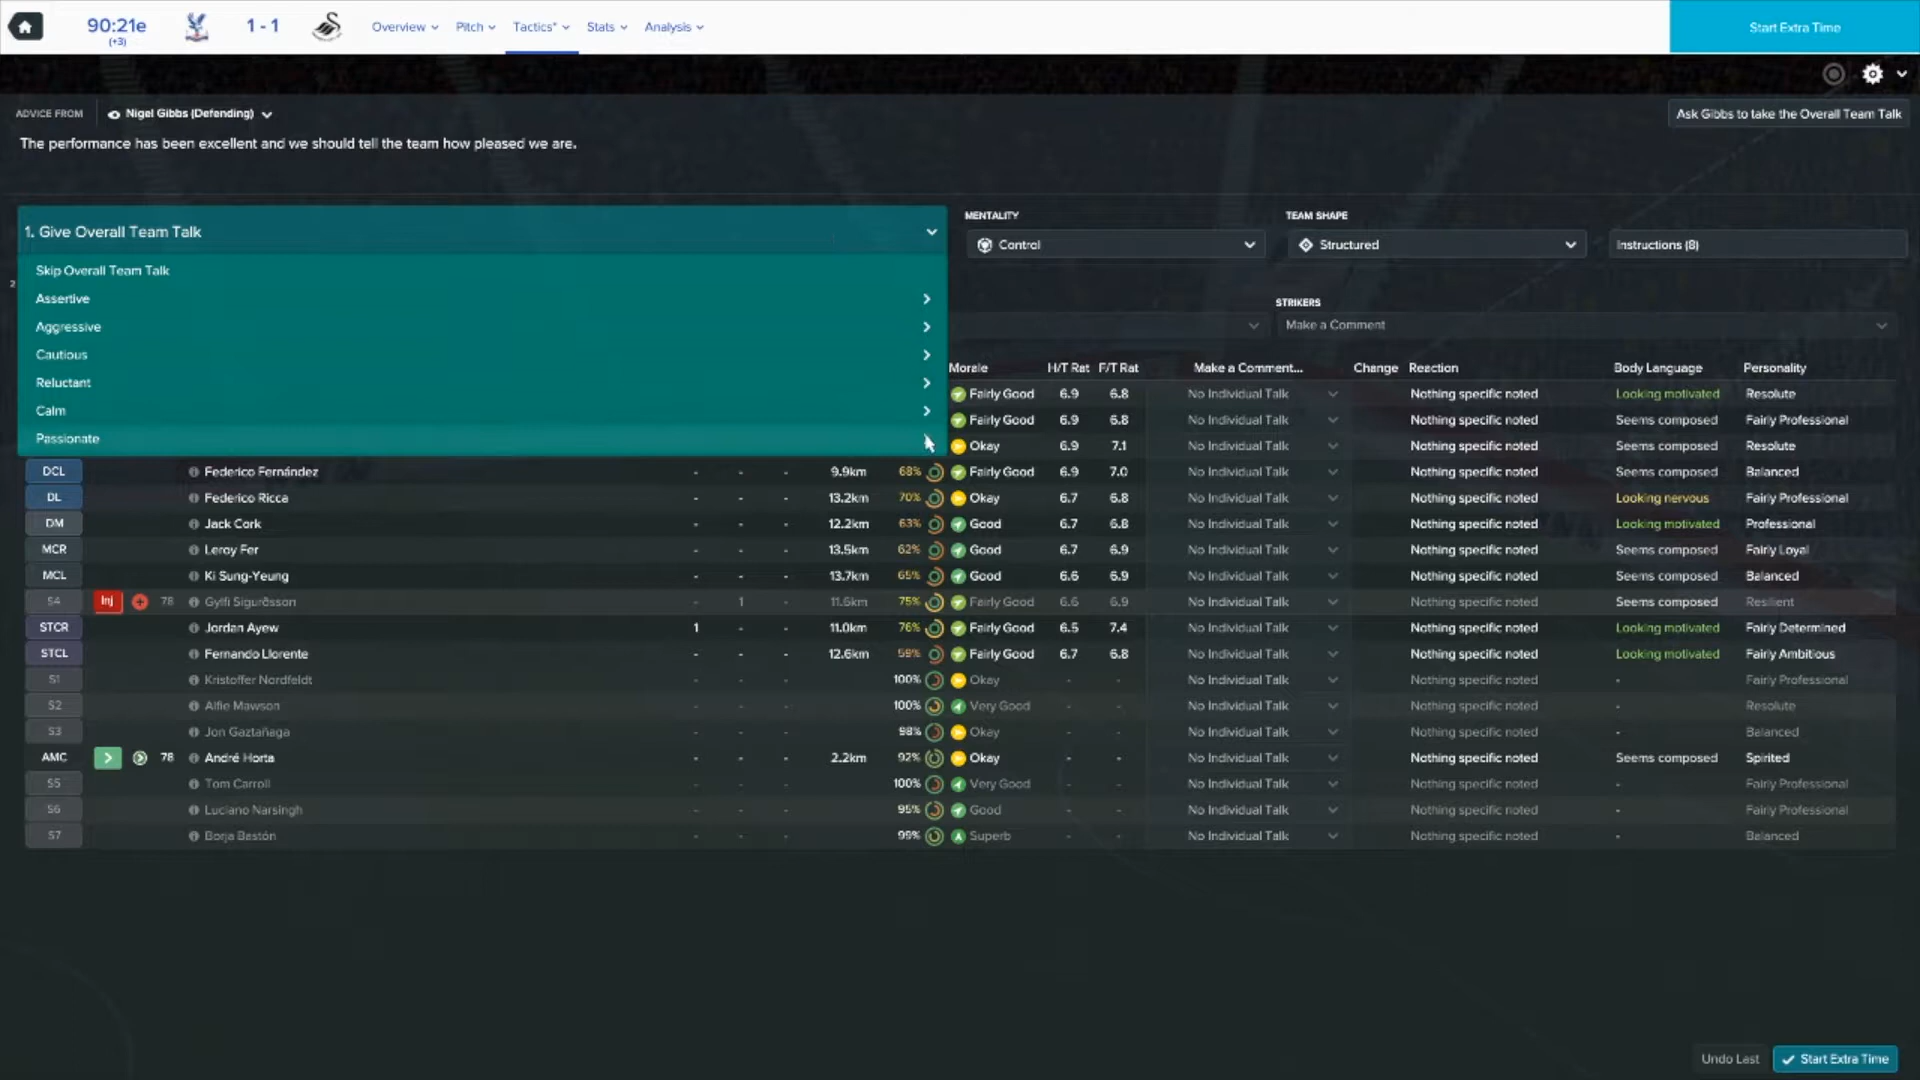 90:21e
(+3)
1 - 1
Overview
Pitch
Tactics*
Stats
Analysis
Start Extra Time
ADVICE FROM
Nigel Gibbs (Defending)
Ask Gibbs to take the Overall Team Talk
The performance has been excellent and we should tell the team how pleased we are.
1. Give Overall Team Talk
MENTALITY
TEAM SHAPE
Control
Structured
Instructions (8)
Skip Overall Team Talk
2
Assertive
STRIKERS
Aggressive
Make a Comment
Cautious
Reluctant
Calm
Passionate
Morale H/T Rat F/T Rat Make a Comment... Change Reaction Body Language Personality
Fairly Good 6.9 6.8 No Individual Talk Nothing specific noted Looking motivated Resolute
Fairly Good 6.9 6.8 No Individual Talk Nothing specific noted Seems composed Fairly Professional
Okay 6.9 7.1 No Individual Talk Nothing specific noted Seems composed Resolute
DCL Federico Fernández - - - 9.9km 68% Fairly Good 6.9 7.0 No Individual Talk Nothing specific noted Seems composed Balanced
DL Federico Ricca - - - 13.2km 70% Okay 6.7 6.8 No Individual Talk Nothing specific noted Looking nervous Fairly Professional
DM Jack Cork - - - 12.2km 63% Good 6.7 6.8 No Individual Talk Nothing specific noted Looking motivated Professional
MCR Leroy Fer - - - 13.5km 62% Good 6.7 6.9 No Individual Talk Nothing specific noted Seems composed Fairly Loyal
MCL Ki Sung-Yeung - - - 13.7km 65% Good 6.6 6.9 No Individual Talk Nothing specific noted Seems composed Balanced
S4 Inj 78 Gylfi Sigurðsson - 1 - 11.6km 75% Fairly Good 6.6 6.9 No Individual Talk Nothing specific noted Seems composed Resilient
STCR Jordan Ayew 1 - - 11.0km 76% Fairly Good 6.5 7.4 No Individual Talk Nothing specific noted Looking motivated Fairly Determined
STCL Fernando Llorente - - - 12.6km 59% Fairly Good 6.7 6.8 No Individual Talk Nothing specific noted Looking motivated Fairly Ambitious
S1 Kristoffer Nordfeldt 100% Okay - - No Individual Talk Nothing specific noted - Fairly Professional
S2 Alfie Mawson 100% Very Good - - No Individual Talk Nothing specific noted - Resolute
S3 Jon Gaztañaga 98% Okay - - No Individual Talk Nothing specific noted - Balanced
AMC 78 André Horta - - - 2.2km 92% Okay - - No Individual Talk Nothing specific noted Seems composed Spirited
S5 Tom Carroll 100% Very Good - - No Individual Talk Nothing specific noted - Fairly Professional
S6 Luciano Narsingh 95% Good - - No Individual Talk Nothing specific noted - Fairly Professional
S7 Borja Bastón 99% Superb - - No Individual Talk Nothing specific noted - Balanced
Undo Last
Start Extra Time